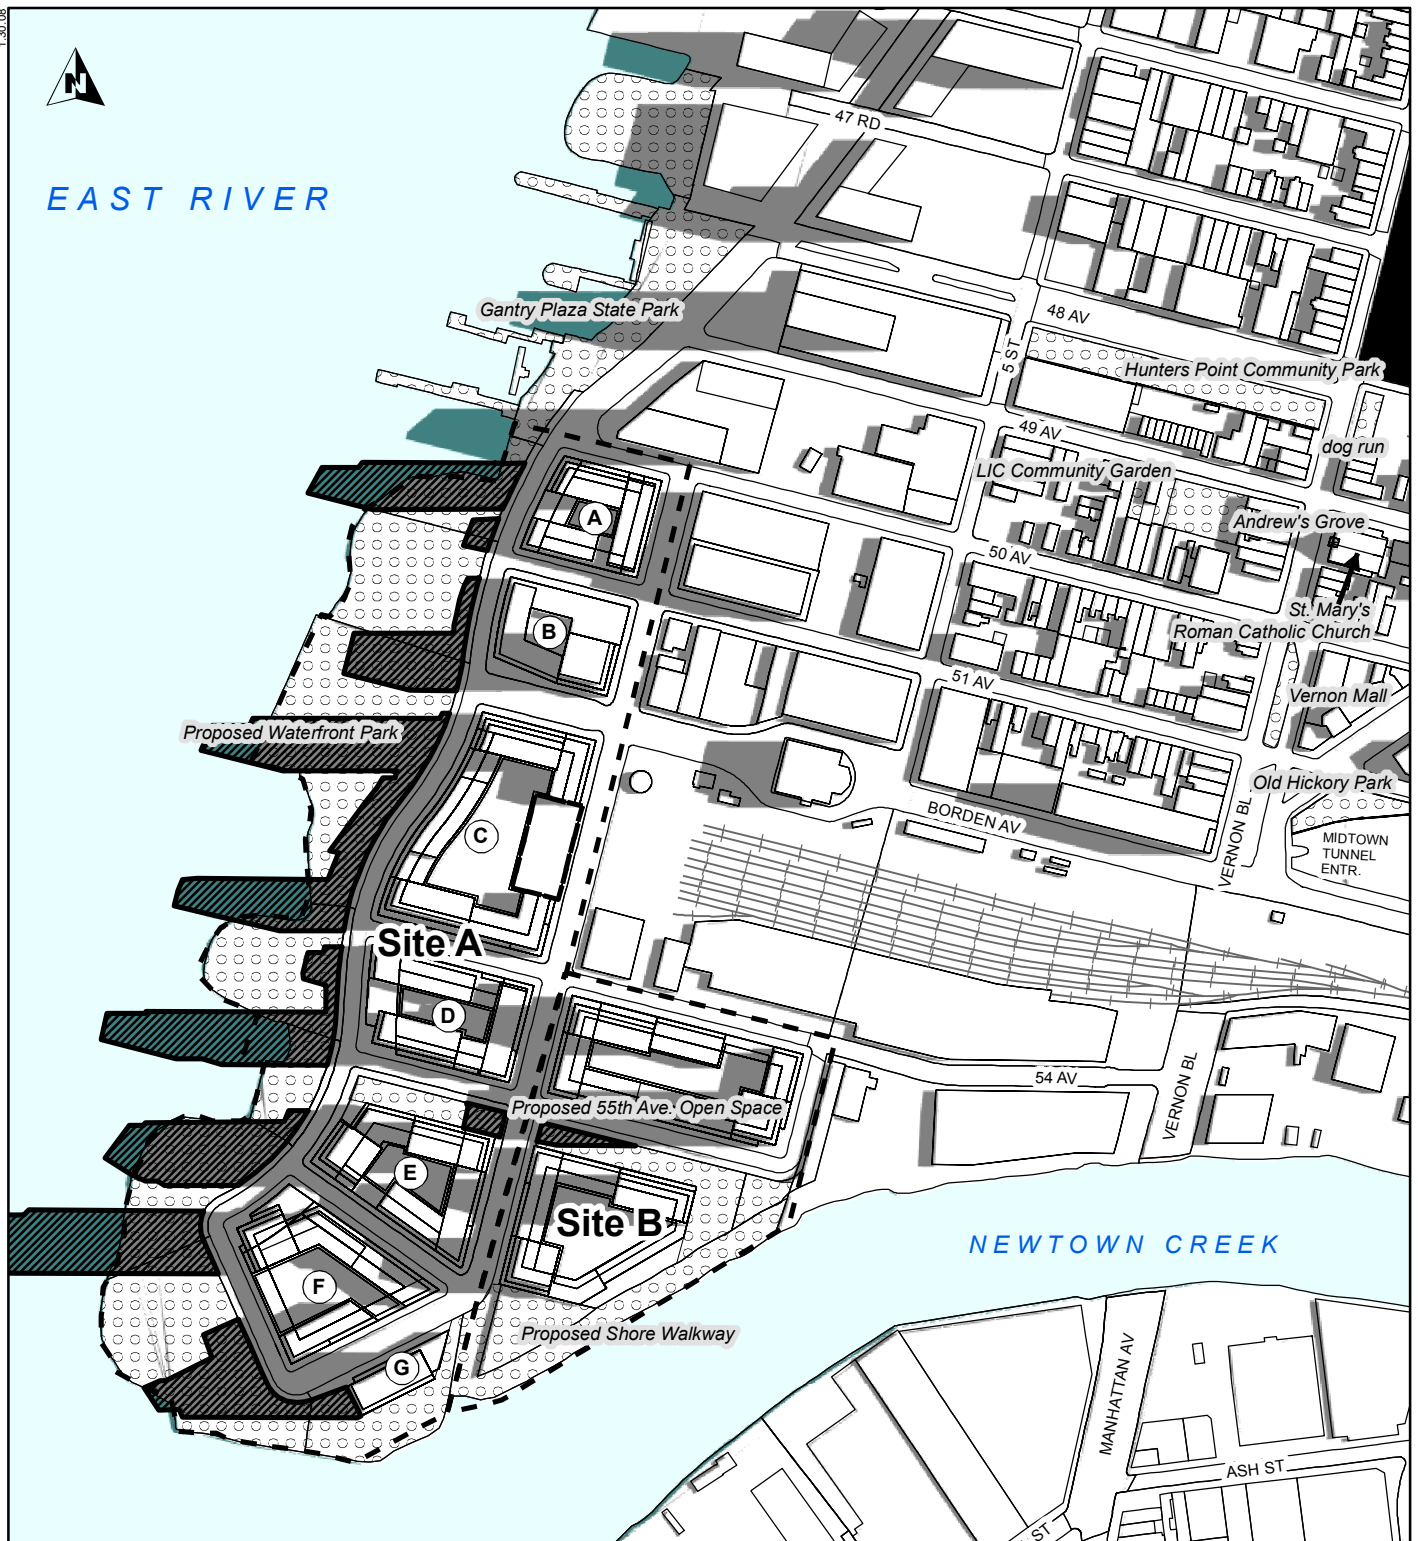 1.30.08
N
EAST RIVER
47 RD
Gantry Plaza State Park
48 AV
5 ST
Hunters Point Community Park
49 AV
dog run
LIC Community Garden
A
Andrew's Grove
50 AV
St. Mary's
Roman Catholic Church
B
51 AV
Vernon Mall
Proposed Waterfront Park
Old Hickory Park
BORDEN AV
VERNON BL
MIDTOWN
TUNNEL
ENTR.
C
Site A
D
54 AV
VERNON BL
Proposed 55th Ave. Open Space
E
Site B
NEWTOWN CREEK
F
Proposed Shore Walkway
G
MANHATTAN AV
ASH ST
ST